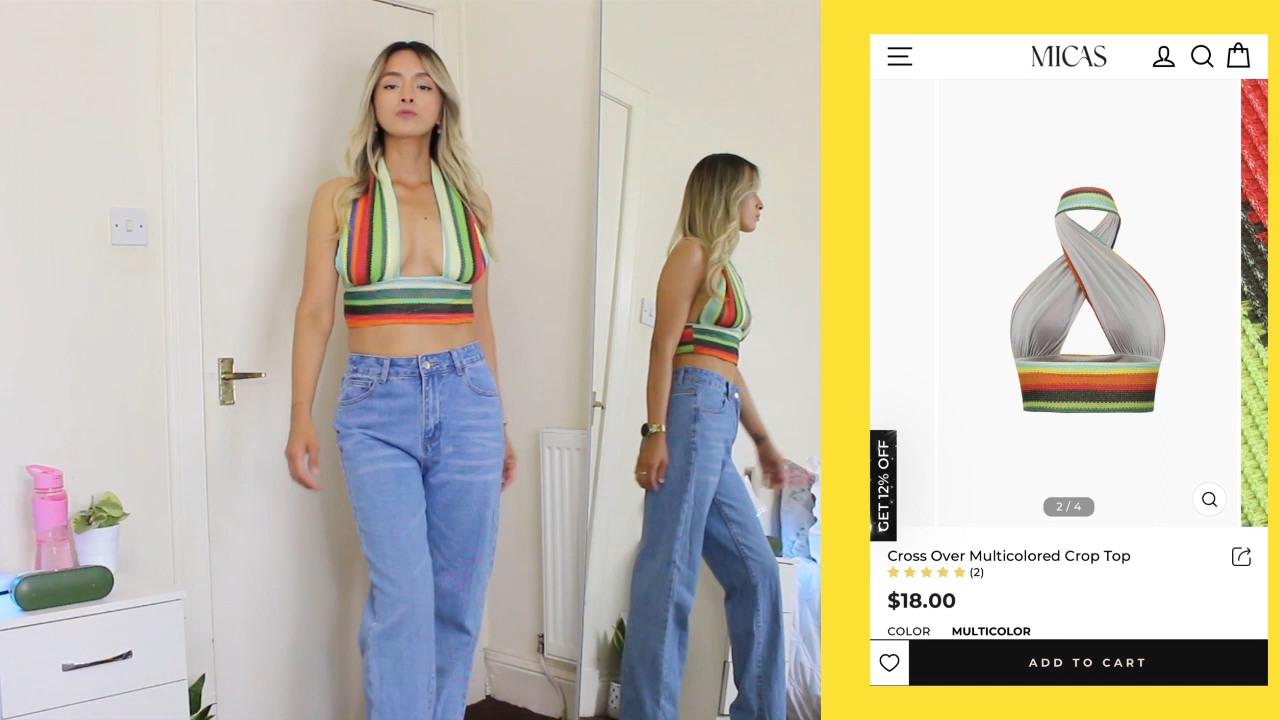 MICAS
GET 12% OFF
2 / 4
Cross Over Multicolored Crop Top
(2)
$18.00
COLOR MULTICOLOR
ADD TO CART